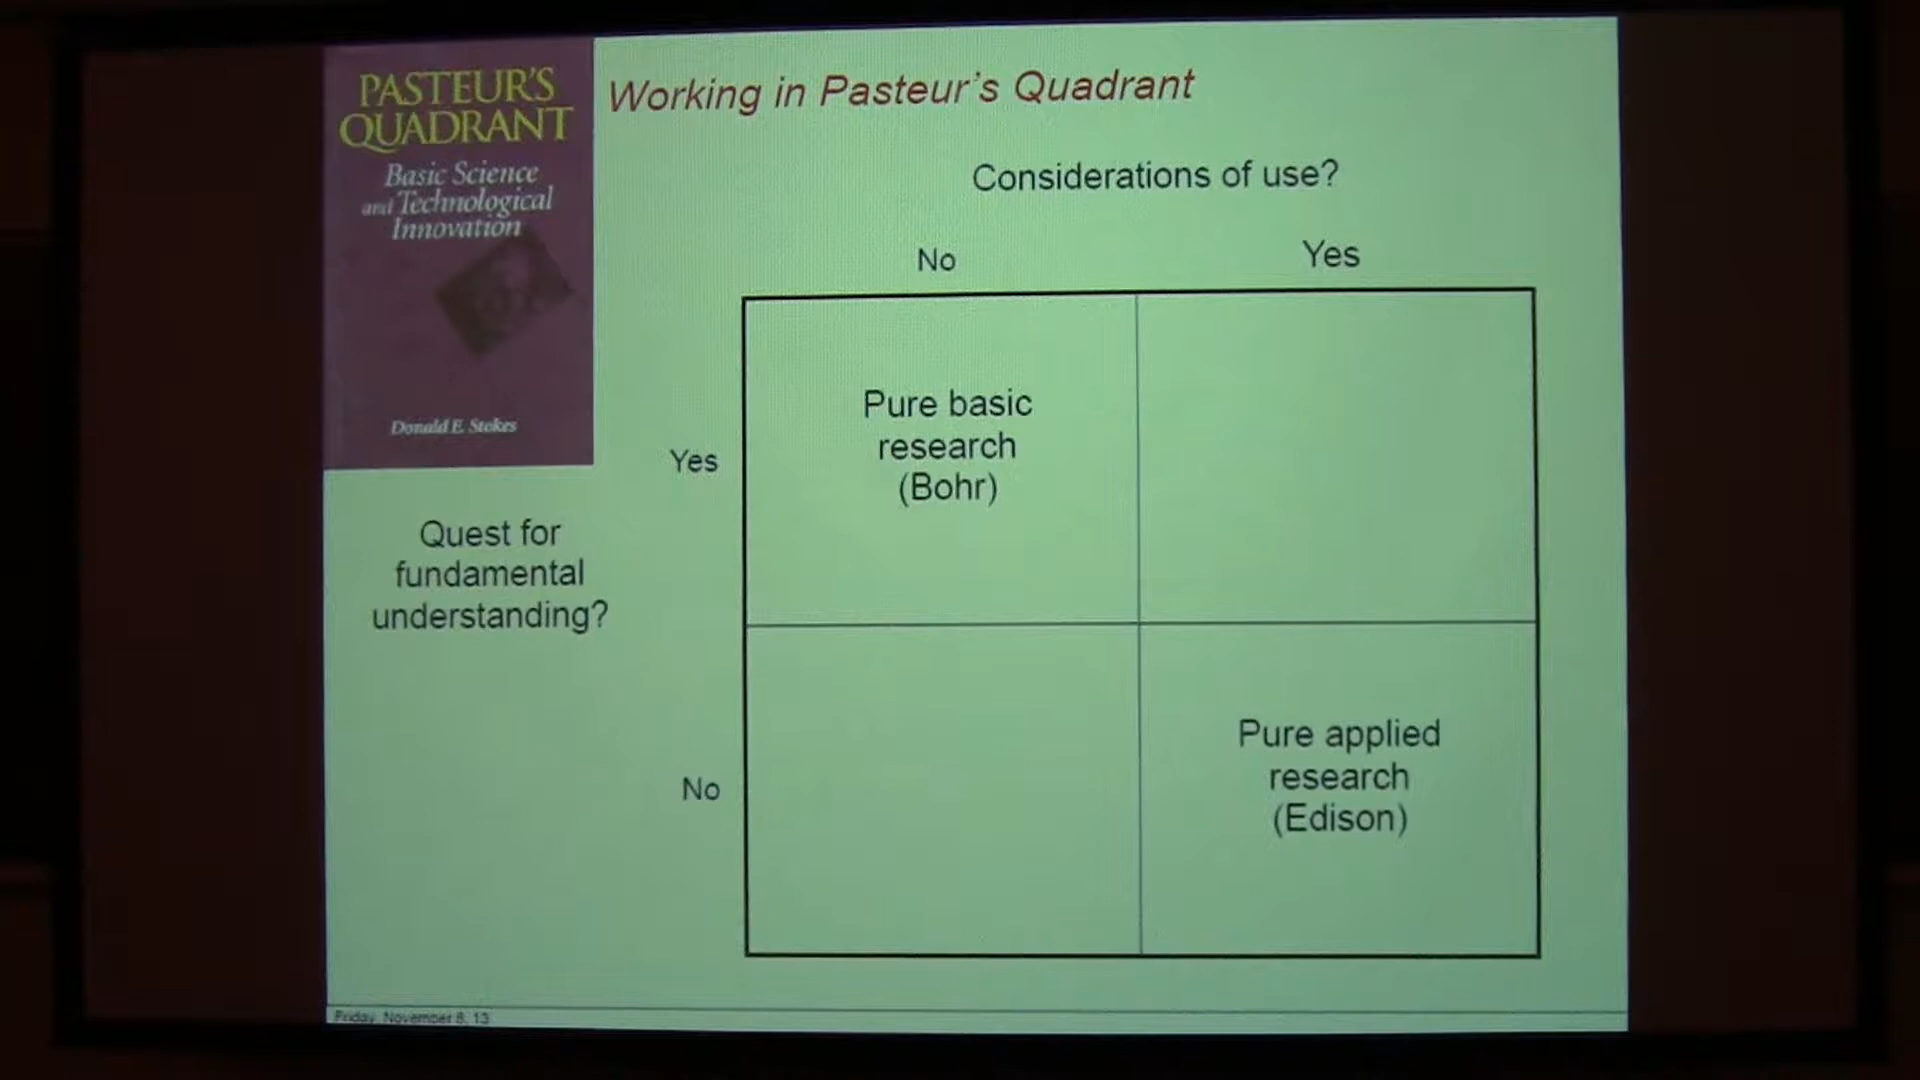 PASTEUR'S
QUADRANT
Basic Science
and Technological
Innovation
Donald E. Stokes
Working in Pasteur's Quadrant
Considerations of use?
No
Yes
Quest for
fundamental
understanding?
Yes
Pure basic
research
(Bohr)
No
Pure applied
research
(Edison)
Friday, November 8, 13